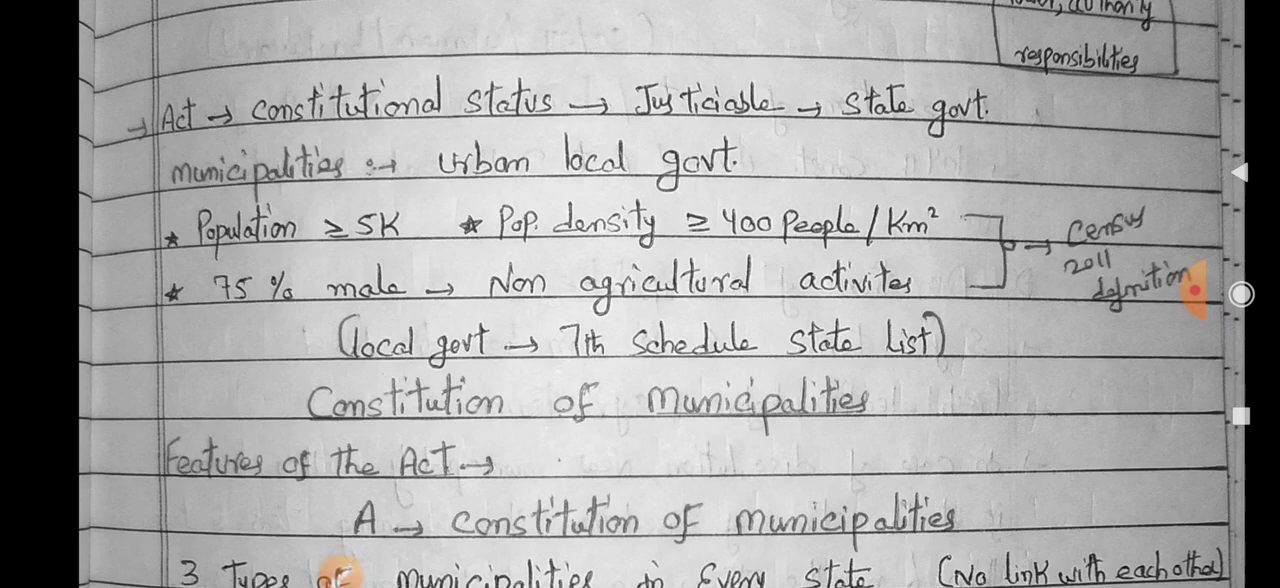 responsibilities
→ Act → constitutional status → Justiciable → state govt.
municipalities :→ Urban local govt.
* Population ≥ 5K * Pop. density ≥ 400 People / Km²
* 75 % male → Non agricultural activites
→ Census
2011
definition
(local govt → 7th Schedule state List)
Constitution of municipalities
Features of the Act →
A → constitution of municipalities
3 Types of municipalities in Every state (No link with each other)